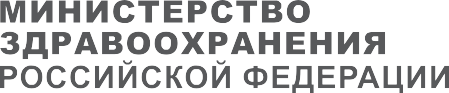 МИНИСТЕРСТВО
ЗДРАВООХРАНЕНИЯ
РОССИЙСКОЙ ФЕДЕРАЦИИ